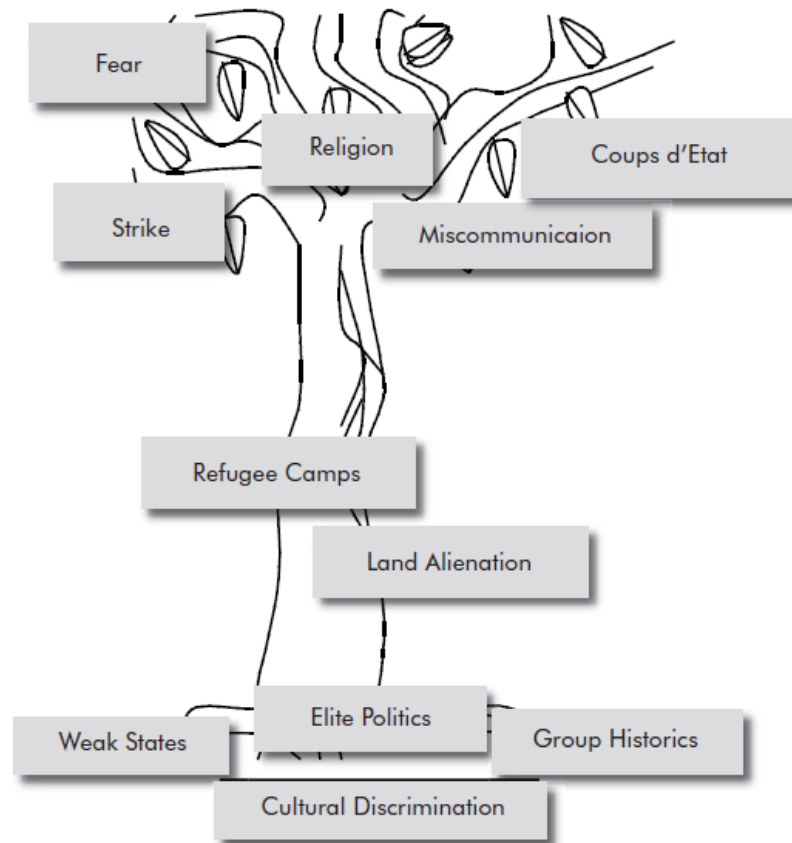 Fear
Religion
Coups d’Etat
Strike
Miscommunicaion
Refugee Camps
Land Alienation
Elite Politics
Weak States
Group Historics
Cultural Discrimination